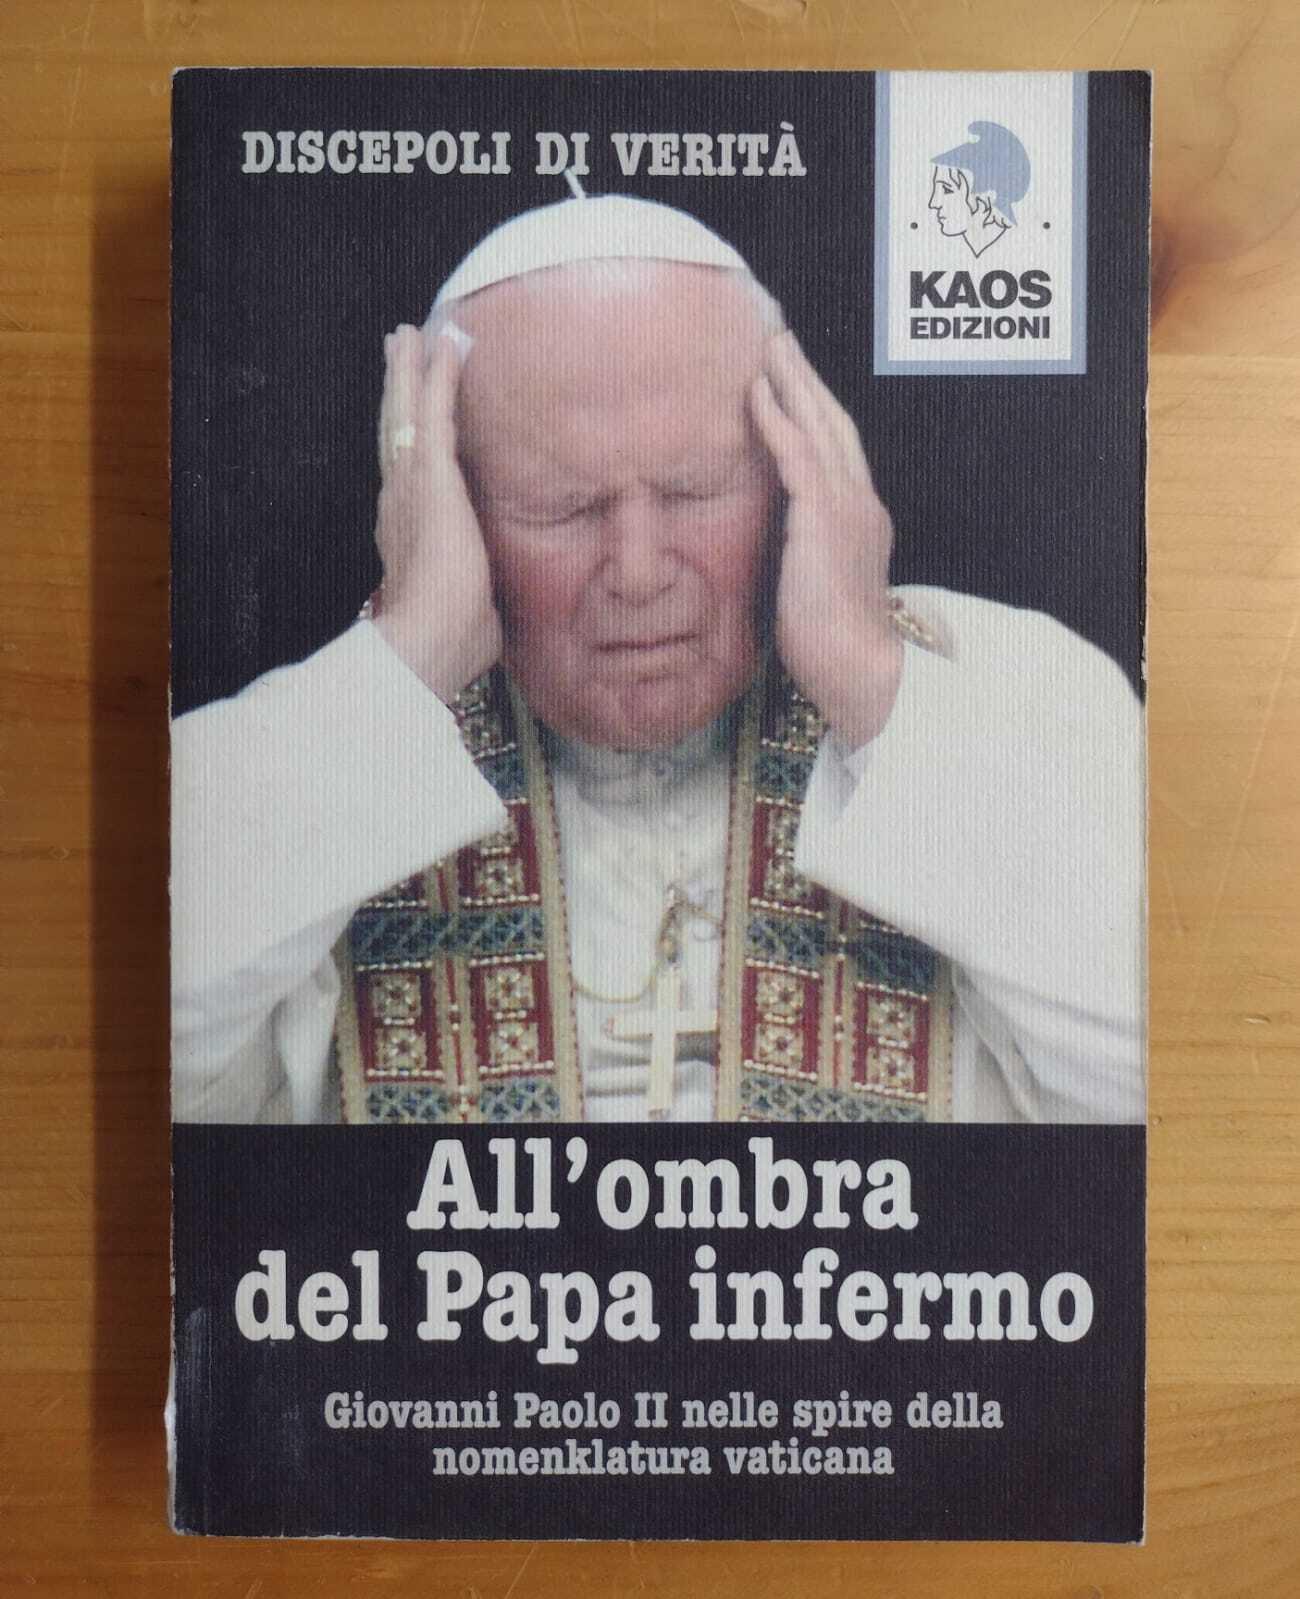 DISCEPOLI DI VERITÀ
KAOS
EDIZIONI
All'ombra
del Papa infermo
Giovanni Paolo II nelle spire della
nomenklatura vaticana